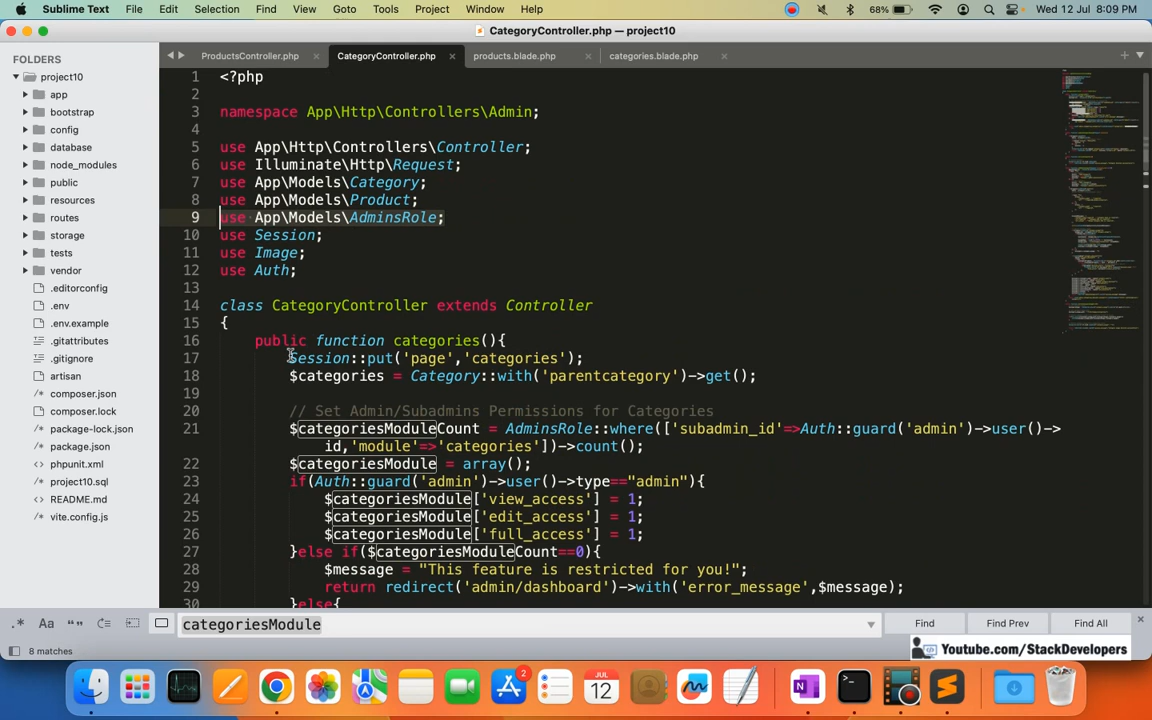 Sublime Text File Edit Selection Find View Goto Tools Project Window Help 68% Wed 12 Jul 8:09 PM
CategoryController.php — project10
FOLDERS
project10
app
bootstrap
config
database
node_modules
public
resources
routes
storage
tests
vendor
.editorconfig
.env
.env.example
.gitattributes
.gitignore
artisan
composer.json
composer.lock
package-lock.json
package.json
phpunit.xml
project10.sql
README.md
vite.config.js
ProductsController.php CategoryController.php products.blade.php categories.blade.php
1 <?php
2
3 namespace App\Http\Controllers\Admin;
4
5 use App\Http\Controllers\Controller;
6 use Illuminate\Http\Request;
7 use App\Models\Category;
8 use App\Models\Product;
9 use App\Models\AdminsRole;
10 use Session;
11 use Image;
12 use Auth;
13
14 class CategoryController extends Controller
15 {
16 public function categories(){
17 Session::put('page','categories');
18 $categories = Category::with('parentcategory')->get();
19
20 // Set Admin/Subadmins Permissions for Categories
21 $categoriesModuleCount = AdminsRole::where(['subadmin_id'=>Auth::guard('admin')->user()->
id,'module'=>'categories'])->count();
22 $categoriesModule = array();
23 if(Auth::guard('admin')->user()->type=="admin"){
24 $categoriesModule['view_access'] = 1;
25 $categoriesModule['edit_access'] = 1;
26 $categoriesModule['full_access'] = 1;
27 }else if($categoriesModuleCount==0){
28 $message = "This feature is restricted for you!";
29 return redirect('admin/dashboard')->with('error_message',$message);
30 }else{
.* Aa “” categoriesModule Find Find Prev Find All
8 matches
Youtube.com/StackDevelopers
2
JUL
12